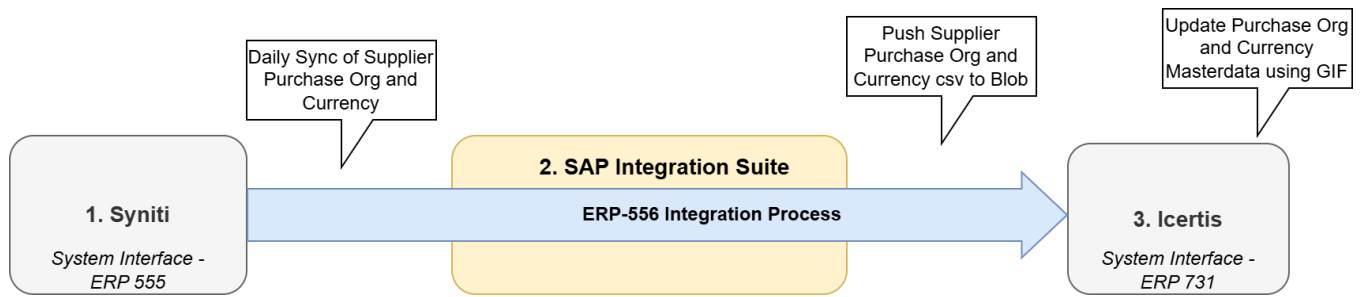 Daily Sync of Supplier
Purchase Org and
Currency
Push Supplier
Purchase Org and
Currency csv to Blob
Update Purchase Org
and Currency
Masterdata using GIF
1. Syniti
System Interface -
ERP 555
2. SAP Integration Suite
ERP-556 Integration Process
3. Icertis
System Interface -
ERP 731